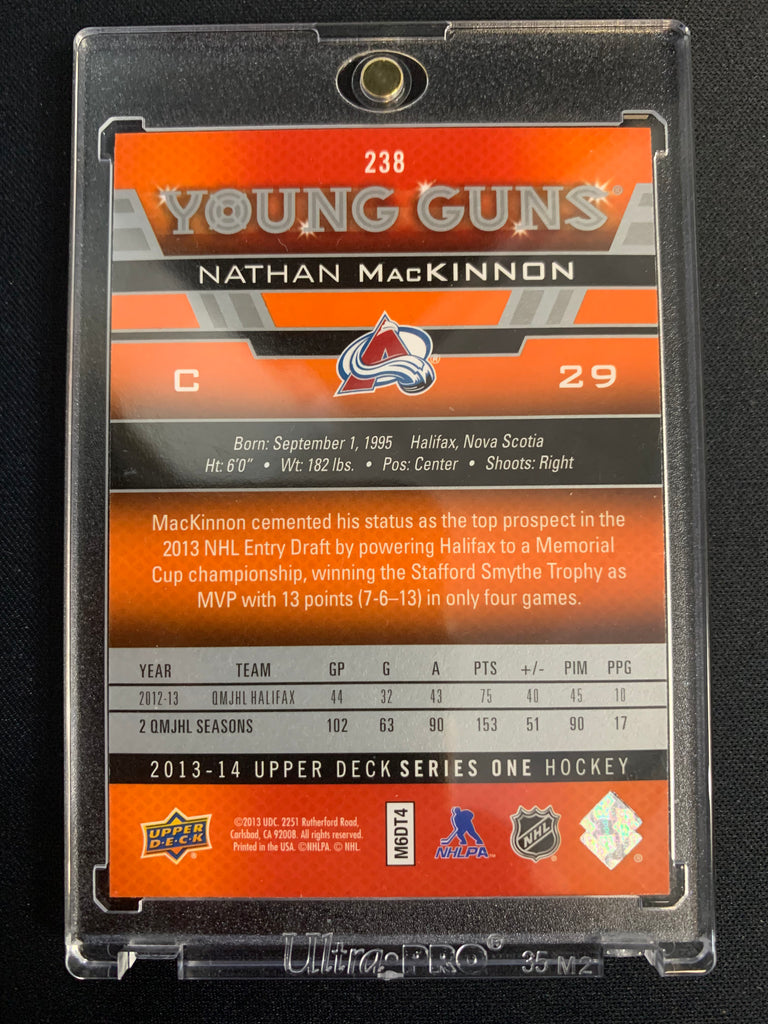 238
YOUNG GUNS®
NATHAN MacKINNON
C
29
Born: September 1, 1995 Halifax, Nova Scotia
Ht: 6'0" • Wt: 182 lbs. • Pos: Center • Shoots: Right
MacKinnon cemented his status as the top prospect in the
2013 NHL Entry Draft by powering Halifax to a Memorial
Cup championship, winning the Stafford Smythe Trophy as
MVP with 13 points (7-6–13) in only four games.
YEAR TEAM GP G A PTS +/- PIM PPG
2012-13 QMJHL HALIFAX 44 32 43 75 40 45 10
2 QMJHL SEASONS 102 63 90 153 51 90 17
2013-14 UPPER DECK SERIES ONE HOCKEY
UPPER
DECK
©2013 UDC. 2251 Rutherford Road,
Carlsbad, CA 92008. All rights reserved.
Printed in the USA. ©NHLPA. © NHL.
M6DT4
NHLPA™
NHL
Ultra•PRO® 35 M2